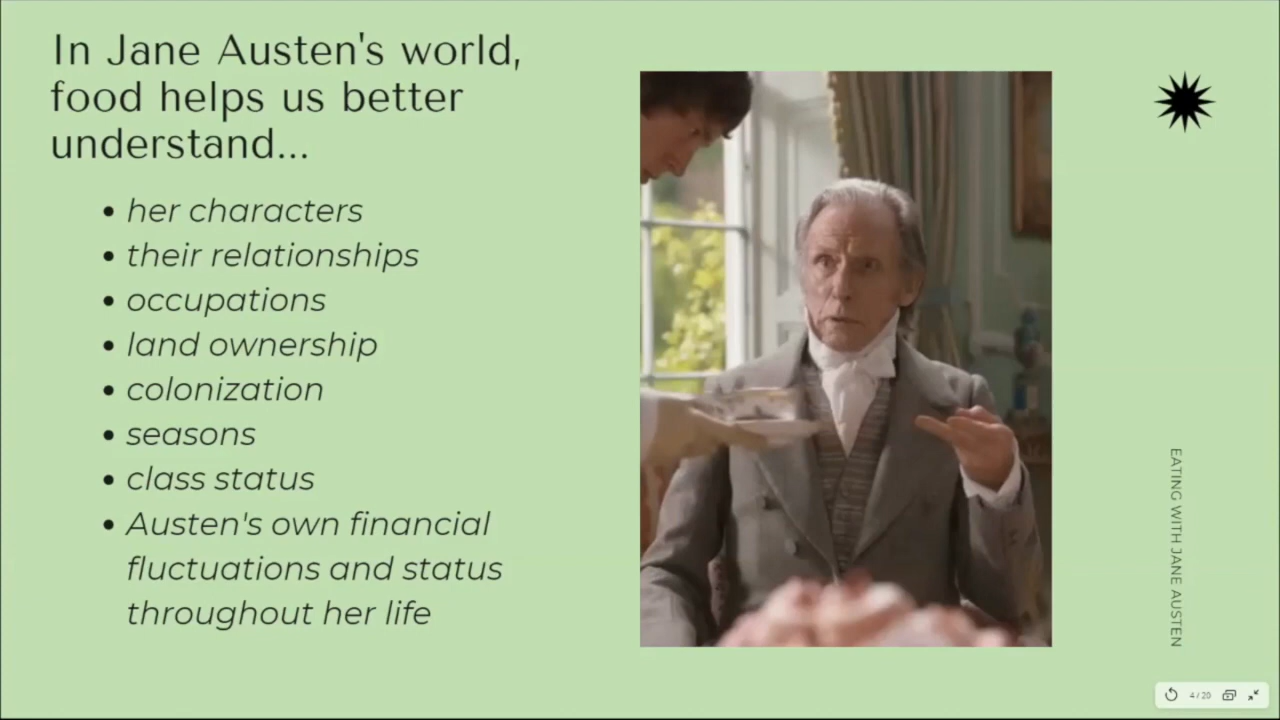 In Jane Austen's world,
food helps us better
understand...
• her characters
• their relationships
• occupations
• land ownership
• colonization
• seasons
• class status
• Austen's own financial
fluctuations and status
throughout her life
EATING WITH JANE AUSTEN
4 / 20